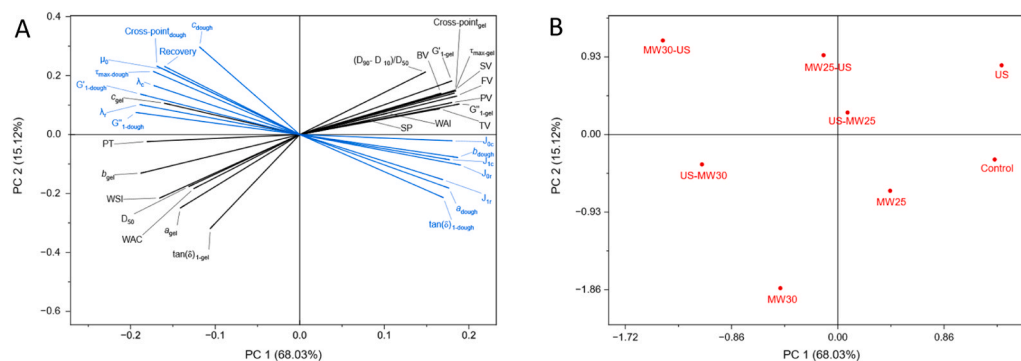 A
PC 2 (15.12%)
0.4
0.2
0.0
−0.2
−0.4
−0.6
−0.2
−0.1
0.0
0.1
0.2
PC 1 (68.03%)
c dough
Cross-point dough
Recovery
μ0
τmax-dough
G'1-dough
c gel
G''1-dough
PT
b gel
WSI
D50
WAC
a gel
tan(δ)1-gel
Cross-point gel
BV
G'1-gel
τmax-gel
(D90- D 10)/D50
SV
FV
PV
G''1-gel
WAI
TV
SP
J0c
b dough
J1c
J0r
J1r
a dough
tan(δ)1-dough
B
PC 2 (15.12%)
0.93
0.00
−0.93
−1.86
−1.72
−0.86
0.00
0.86
PC 1 (68.03%)
MW30-US
MW25-US
US
US-MW25
Control
US-MW30
MW25
MW30